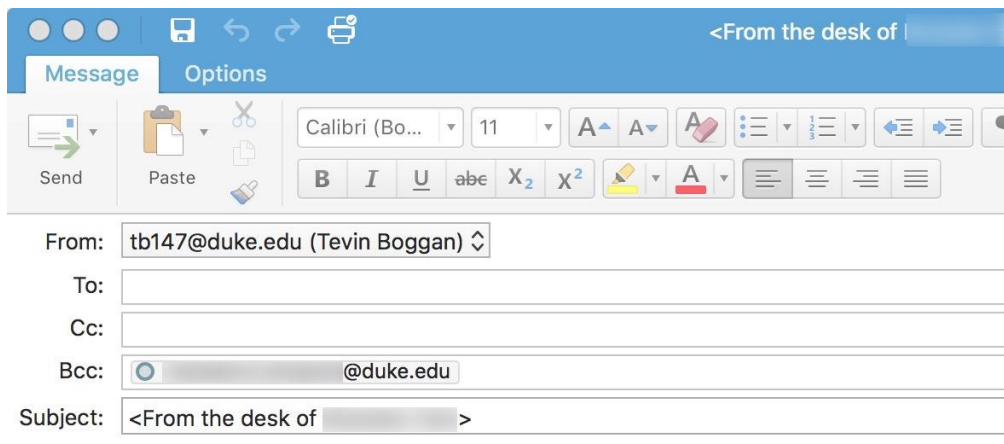 <From the desk of
Message Options
Send
Paste
Calibri (Bo... 11 A A A
B I U abc X2 X² A
From: tb147@duke.edu (Tevin Boggan)
To:
Cc:
Bcc: @duke.edu
Subject: <From the desk of >